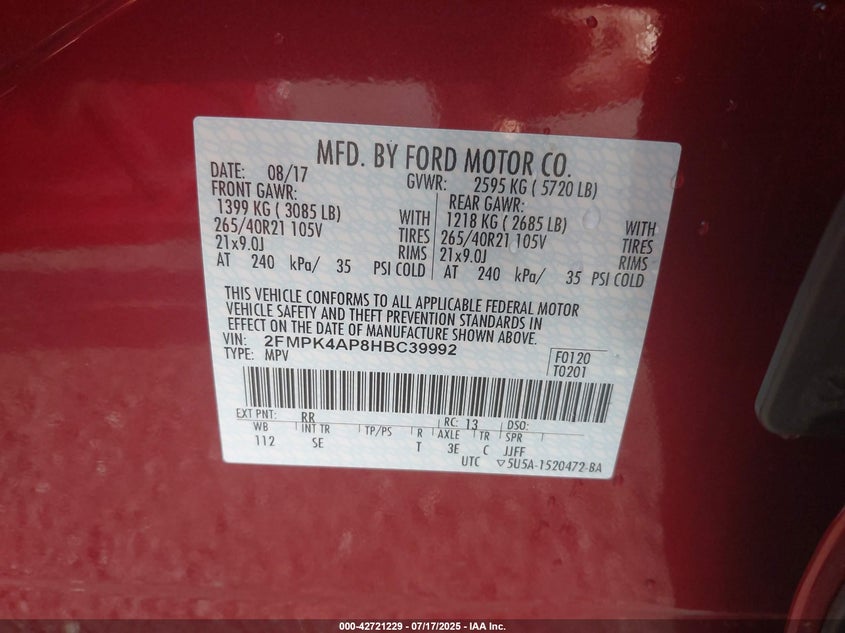 MFD. BY FORD MOTOR CO.
DATE: 08/17 GVWR: 2595 KG ( 5720 LB)
FRONT GAWR: REAR GAWR:
1399 KG ( 3085 LB) WITH 1218 KG ( 2685 LB) WITH
265/40R21 105V TIRES 265/40R21 105V TIRES
21x9.0J RIMS 21x9.0J RIMS
AT 240 kPa/ 35 PSI COLD AT 240 kPa/ 35 PSI COLD
THIS VEHICLE CONFORMS TO ALL APPLICABLE FEDERAL MOTOR
VEHICLE SAFETY AND THEFT PREVENTION STANDARDS IN
EFFECT ON THE DATE OF MANUFACTURE SHOWN ABOVE.
VIN: 2FMPK4AP8HBC39992 F0120
TYPE: MPV T0201
EXT PNT: RR RC: 13 DSO:
WB INT TR TP/PS R AXLE TR SPR
112 SE T 3E C JJFF
UTC ▽5U5A-1520472-BA
000-42721229 | 07/17/2025 | IAA Inc.